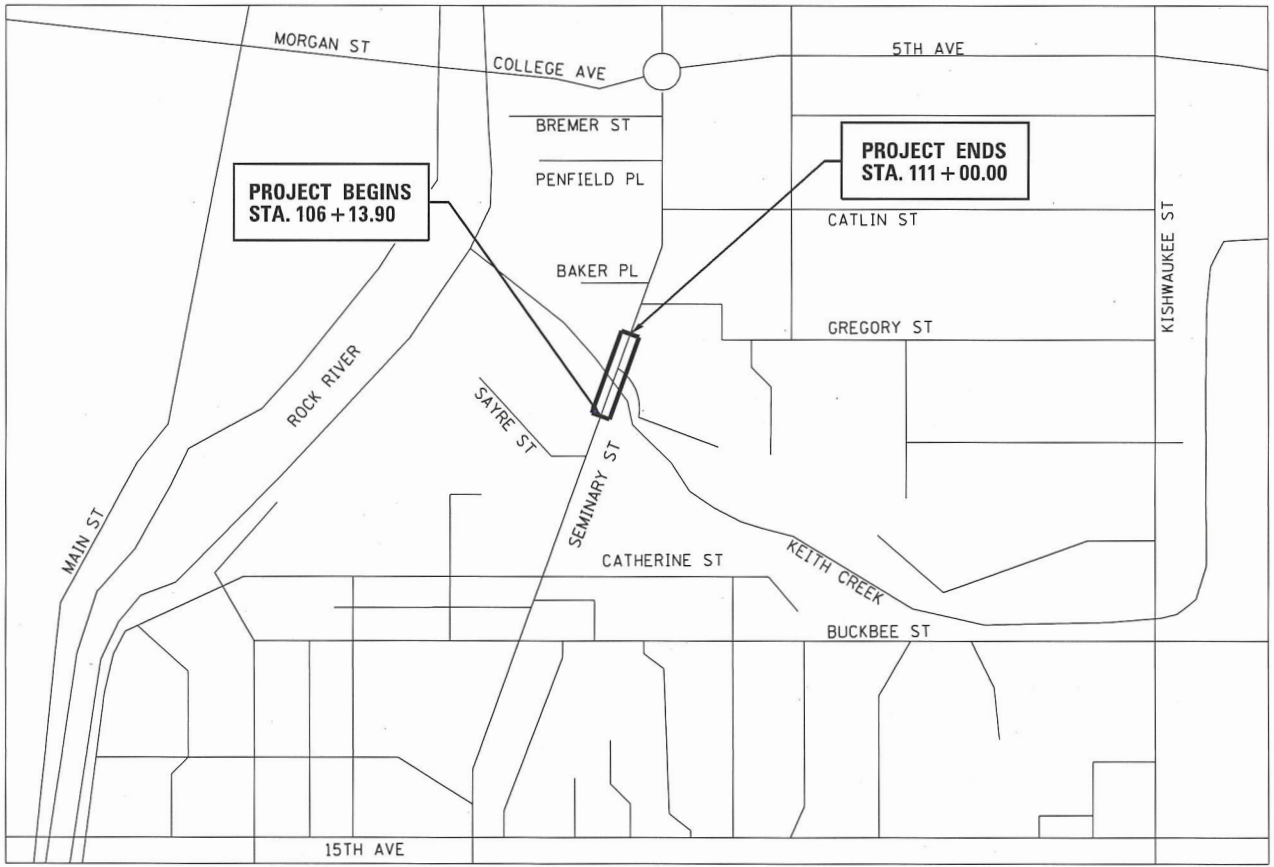 MORGAN ST
COLLEGE AVE
5TH AVE
BREMER ST
PENFIELD PL
PROJECT BEGINS
STA. 106+13.90
PROJECT ENDS
STA. 111+00.00
CATLIN ST
KISHWAUKEE ST
BAKER PL
GREGORY ST
ROCK RIVER
SAYRE ST
SEMINARY ST
MAIN ST
CATHERINE ST
KEITH CREEK
BUCKBEE ST
15TH AVE